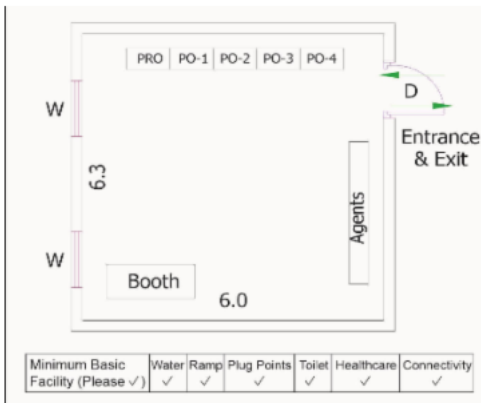 PRO PO-1 PO-2 PO-3 PO-4
D
W
Entrance
& Exit
6.3
Agents
W
Booth
6.0
Minimum Basic Facility (Please ✓) Water Ramp Plug Points Toilet Healthcare Connectivity
✓ ✓ ✓ ✓ ✓ ✓